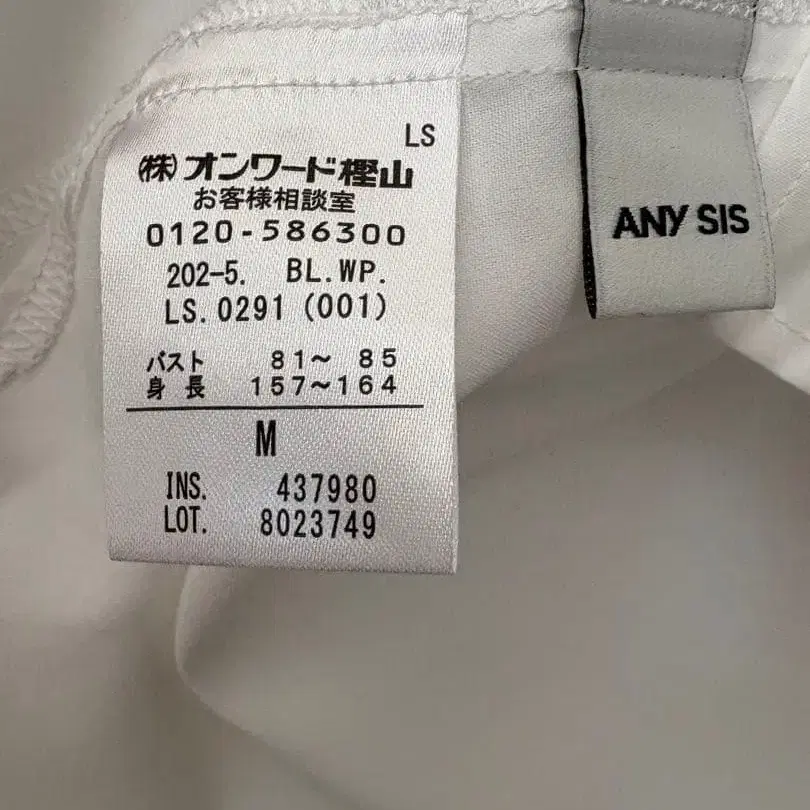 LS
㈱オンワード樫山
お客様相談室
0120-586300
202-5. BL.WP.
LS.0291 (001)
バスト 81～ 85
身 長 157～164
M
INS. 437980
LOT. 8023749
ANY SIS